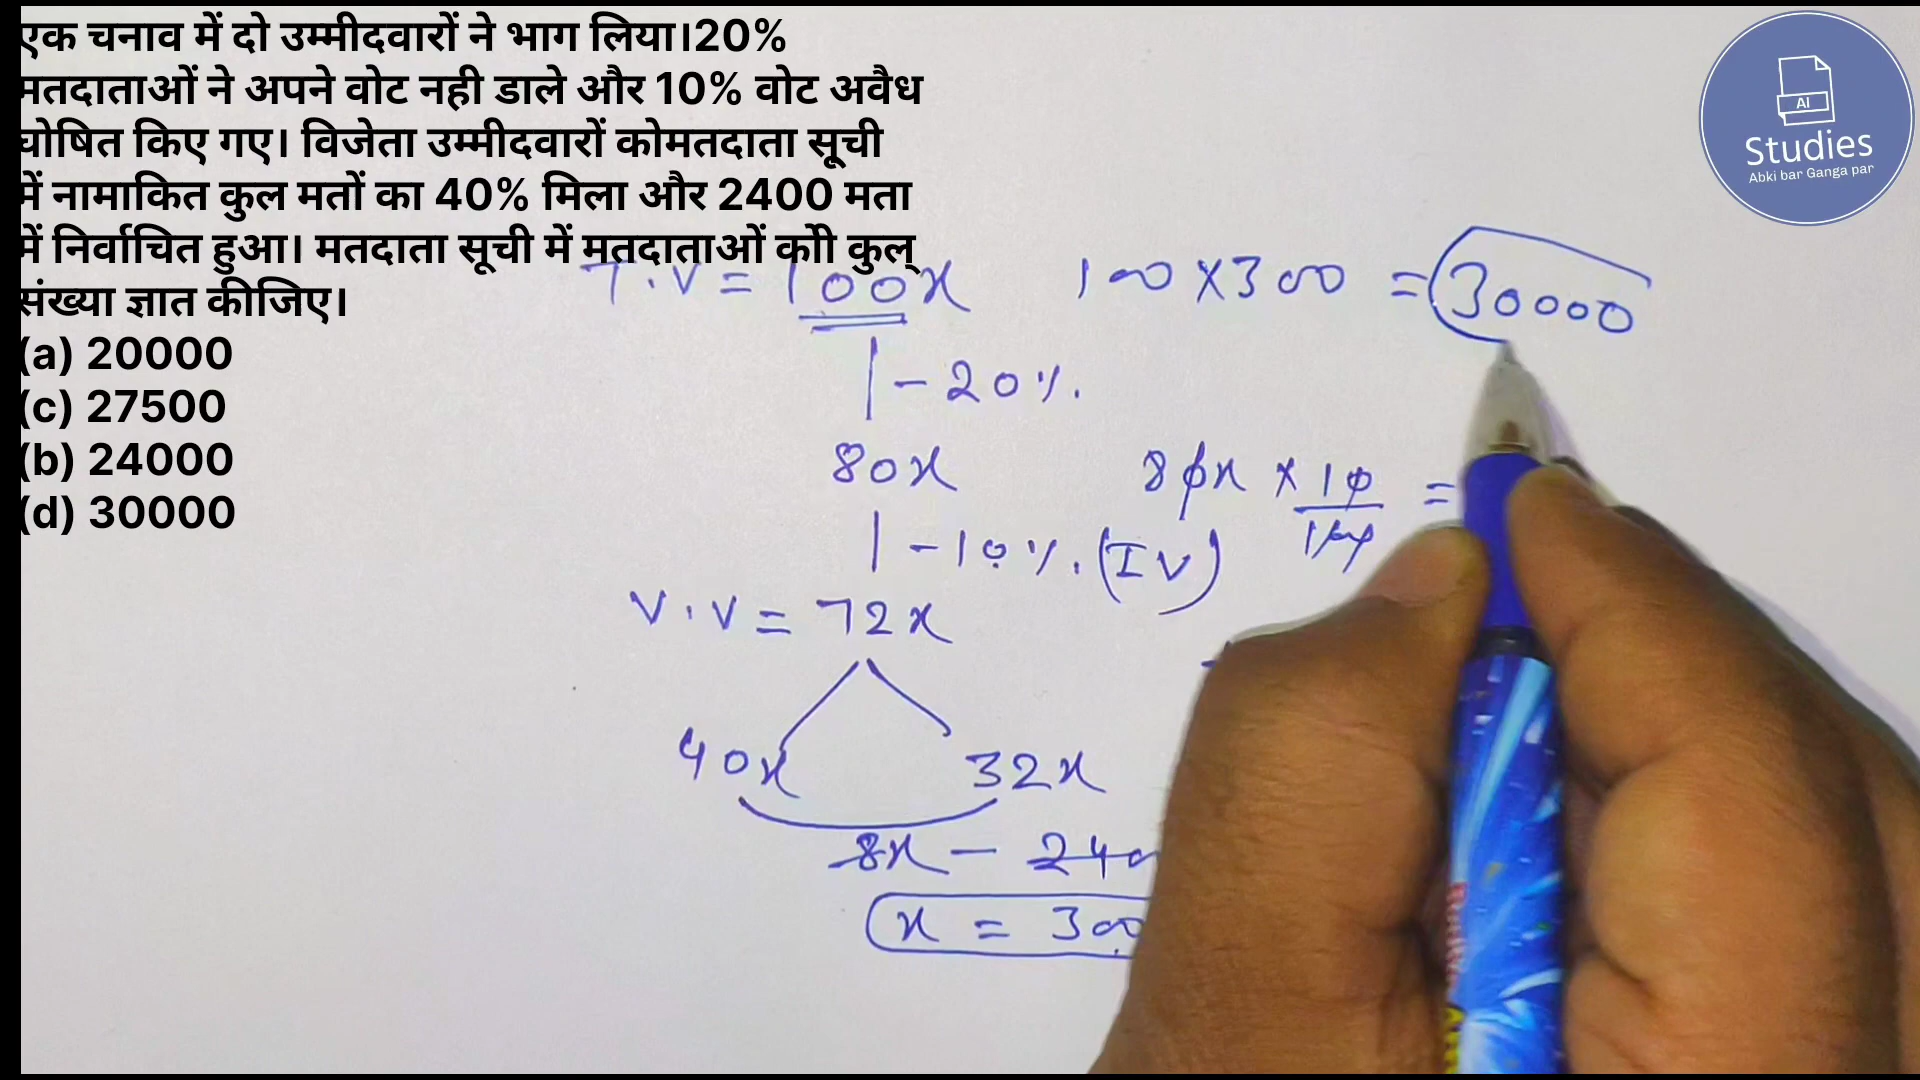 एक चनाव में दो उम्मीदवारों ने भाग लिया।20%
मतदाताओं ने अपने वोट नही डाले और 10% वोट अवैध
घोषित किए गए। विजेता उम्मीदवारों कोमतदाता सूची
में नामाकित कुल मतों का 40% मिला और 2400 मता
में निर्वाचित हुआ। मतदाता सूची में मतदाताओं कोी कुल्
संख्या ज्ञात कीजिए।
(a) 20000
(c) 27500
(b) 24000
(d) 30000
AI
Studies
Abki bar Ganga par
T.V = 100x
100 X 300 = 30000
- 20%.
80x
80x × 10/100 =
- 10%. (IV)
V.V = 72x
40x 32x
8x - 240
x = 300